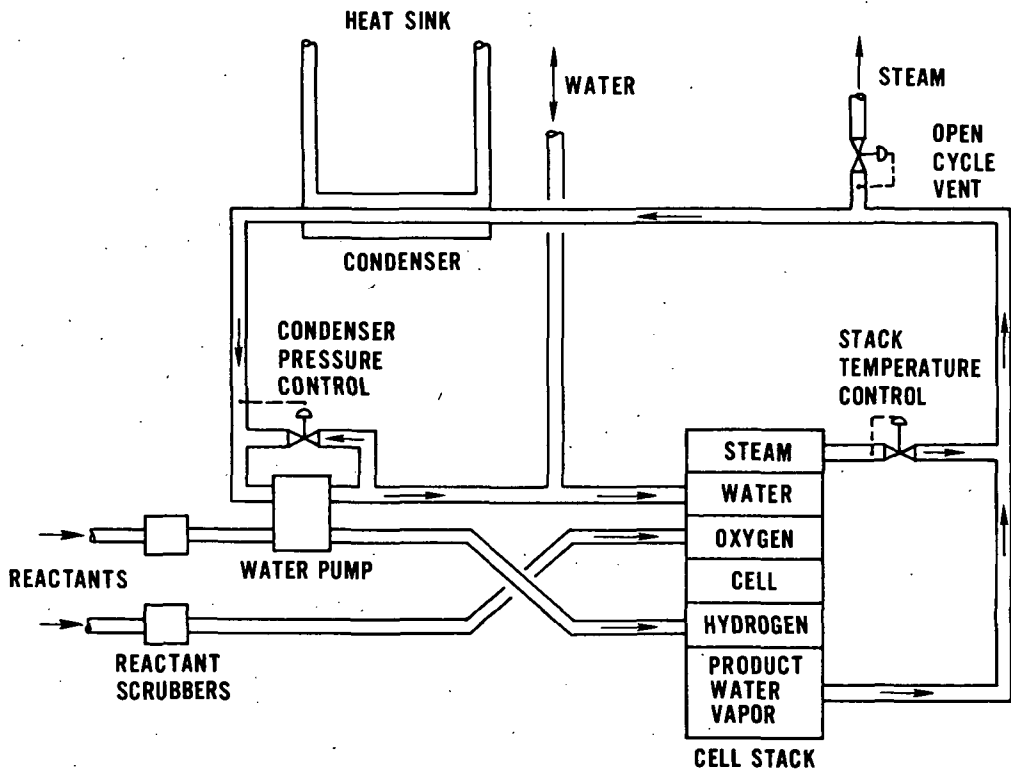 HEAT SINK
WATER
STEAM
OPEN
CYCLE
VENT
CONDENSER
CONDENSER
PRESSURE
CONTROL
STACK
TEMPERATURE
CONTROL
STEAM
WATER
OXYGEN
CELL
HYDROGEN
PRODUCT
WATER
VAPOR
CELL STACK
WATER PUMP
REACTANTS
REACTANT
SCRUBBERS